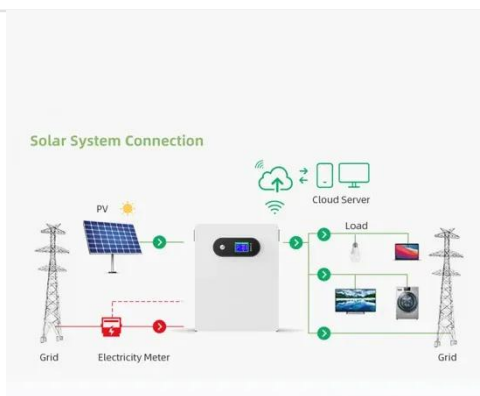 Solar System Connection
Cloud Server
PV
Load
Grid
Electricity Meter
Grid